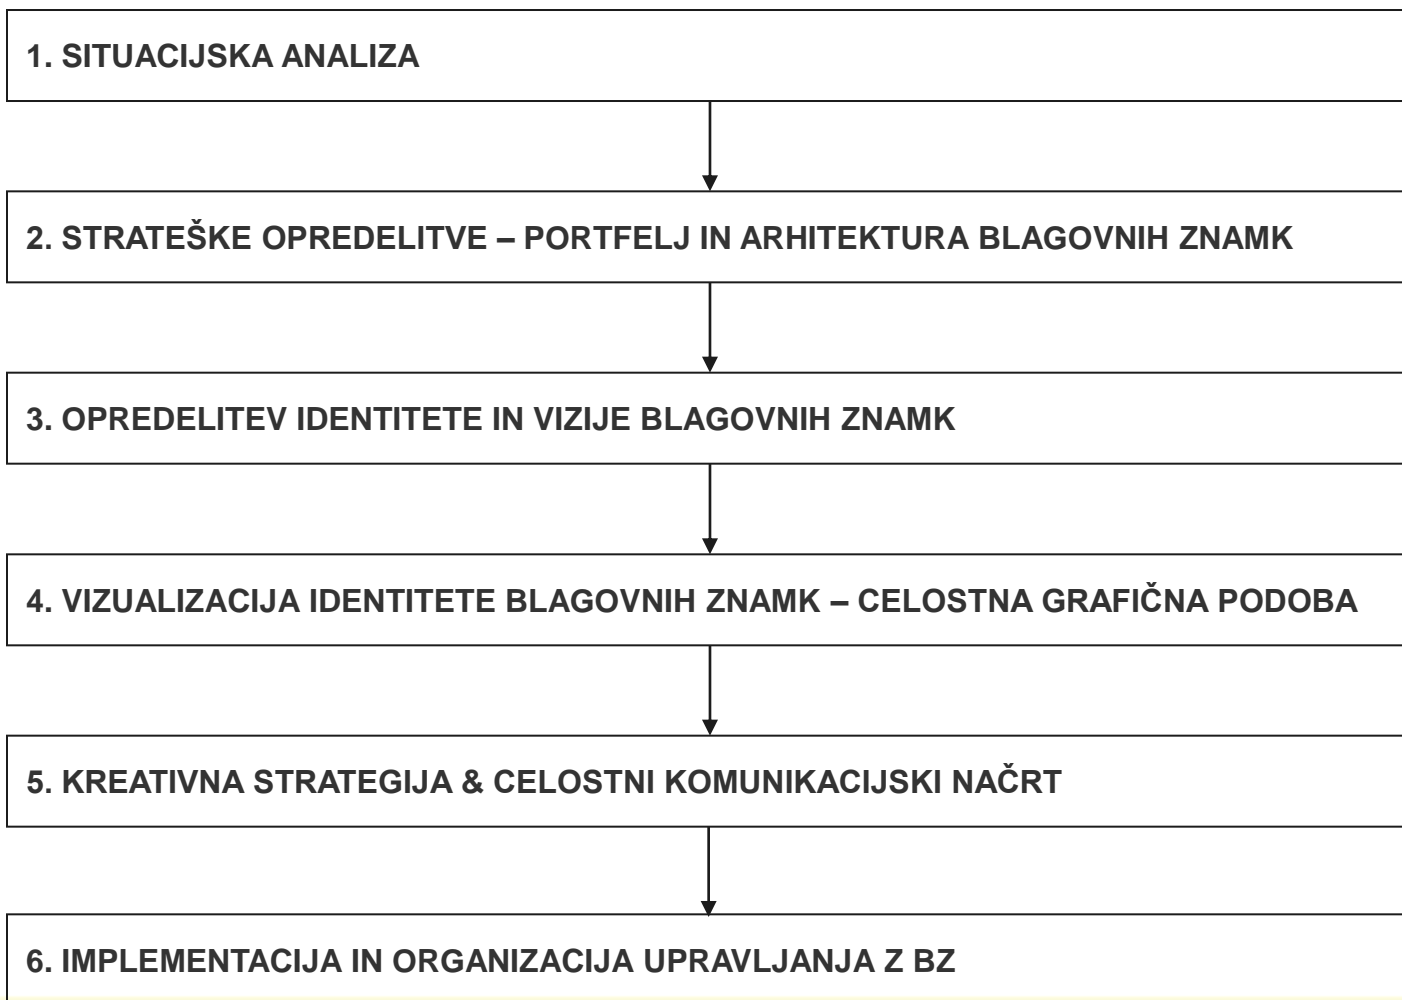 1. SITUACIJSKA ANALIZA
2. STRATEŠKE OPREDELITVE – PORTFELJ IN ARHITEKTURA BLAGOVNIH ZNAMK
3. OPREDELITEV IDENTITETE IN VIZIJE BLAGOVNIH ZNAMK
4. VIZUALIZACIJA IDENTITETE BLAGOVNIH ZNAMK – CELOSTNA GRAFIČNA PODOBA
5. KREATIVNA STRATEGIJA & CELOSTNI KOMUNIKACIJSKI NAČRT
6. IMPLEMENTACIJA IN ORGANIZACIJA UPRAVLJANJA Z BZ